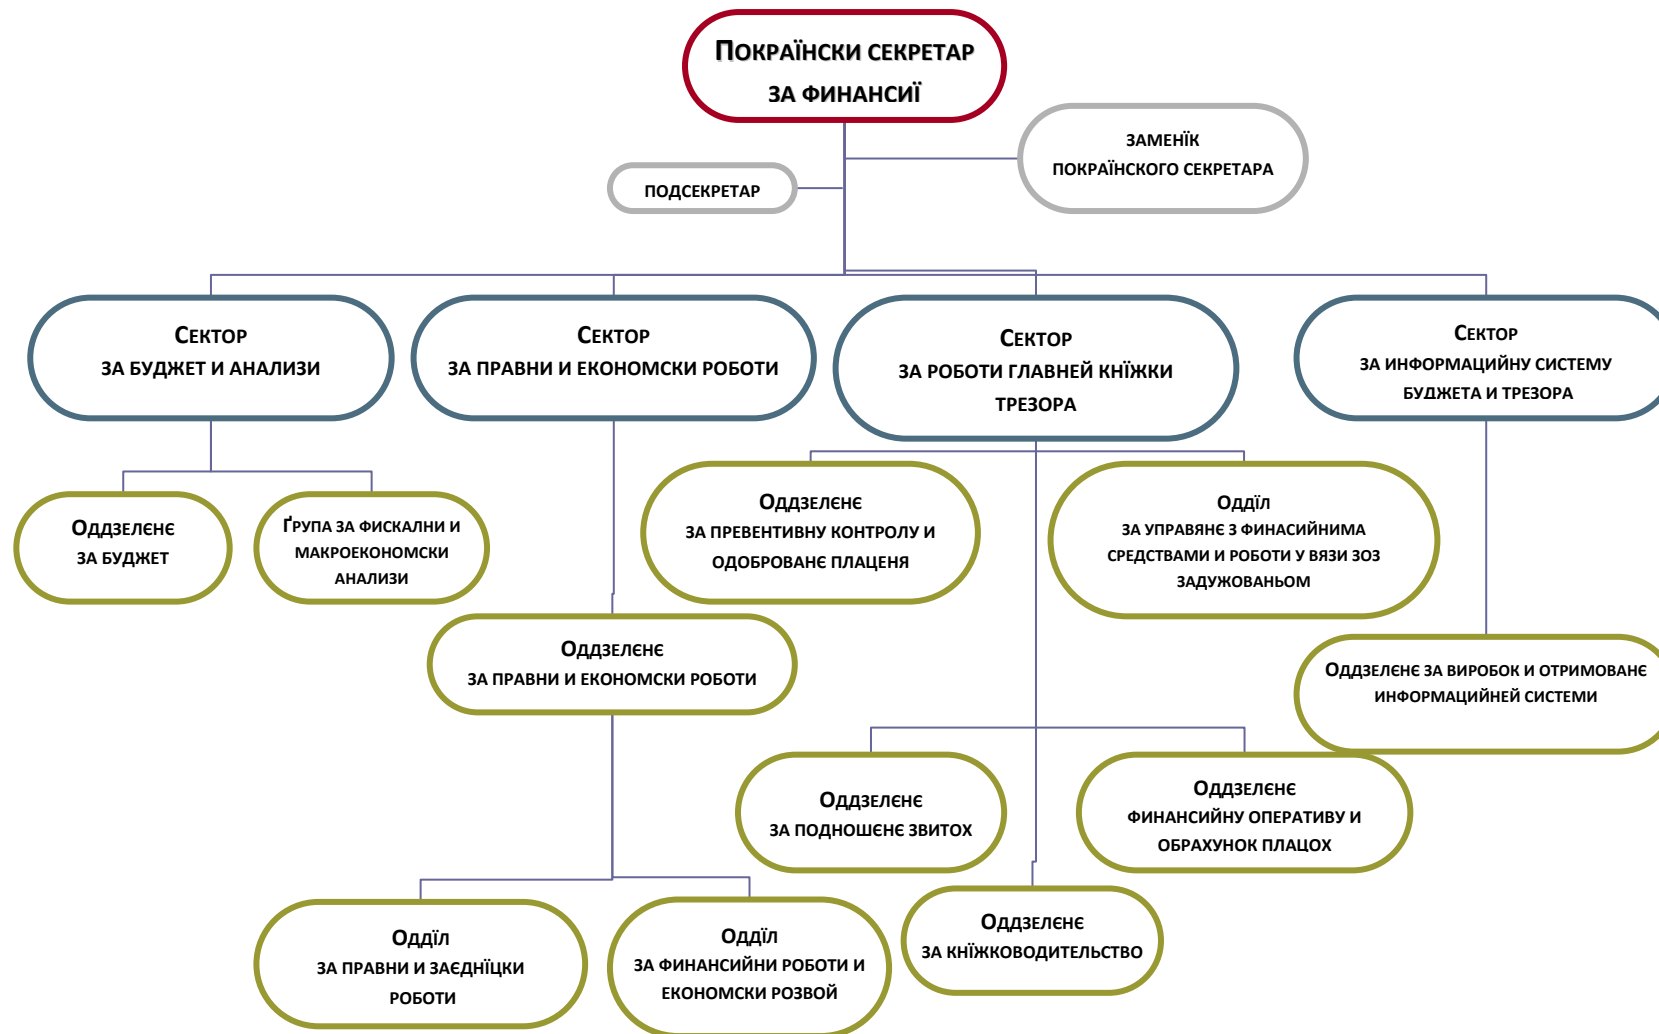 ПОКРАЇНСКИ СЕКРЕТАР
ЗА ФИНАНСИЇ
ЗАМЕНЇК
ПОКРАЇНСКОГО СЕКРЕТАРА
ПОДСЕКРЕТАР
СЕКТОР
ЗА БУДЖЕТ И АНАЛИЗИ
СЕКТОР
ЗА ПРАВНИ И ЕКОНОМСКИ РОБОТИ
СЕКТОР
ЗА РОБОТИ ГЛАВНЕЙ КНЇЖКИ
ТРЕЗОРА
СЕКТОР
ЗА ИНФОРМАЦИЙНУ СИСТЕМУ
БУДЖЕТА И ТРЕЗОРА
ОДДЗЕЛЄНЄ
ЗА БУДЖЕТ
ҐРУПА ЗА ФИСКАЛНИ И
МАКРОЕКОНОМСКИ
АНАЛИЗИ
ОДДЗЕЛЄНЄ
ЗА ПРЕВЕНТИВНУ КОНТРОЛУ И
ОДОБРОВАНЄ ПЛАЦЕНЯ
ОДДЇЛ
ЗА УПРАВЯНЄ З ФИНАСИЙНИМА
СРЕДСТВАМИ И РОБОТИ У ВЯЗИ ЗОЗ
ЗАДУЖОВАНЬОМ
ОДДЗЕЛЄНЄ
ЗА ПРАВНИ И ЕКОНОМСКИ РОБОТИ
ОДДЗЕЛЄНЄ ЗА ВИРОБОК И ОТРИМОВАНЄ
ИНФОРМАЦИЙНЕЙ СИСТЕМИ
ОДДЗЕЛЄНЄ
ЗА ПОДНОШЕНЄ ЗВИТОХ
ОДДЗЕЛЄНЄ
ФИНАНСИЙНУ ОПЕРАТИВУ И
ОБРАХУНОК ПЛАЦОХ
ОДДЇЛ
ЗА ПРАВНИ И ЗАЄДНЇЦКИ
РОБОТИ
ОДДЇЛ
ЗА ФИНАНСИЙНИ РОБОТИ И
ЕКОНОМСКИ РОЗВОЙ
ОДДЗЕЛЄНЄ
ЗА КНЇЖКОВОДИТЕЛЬСТВО